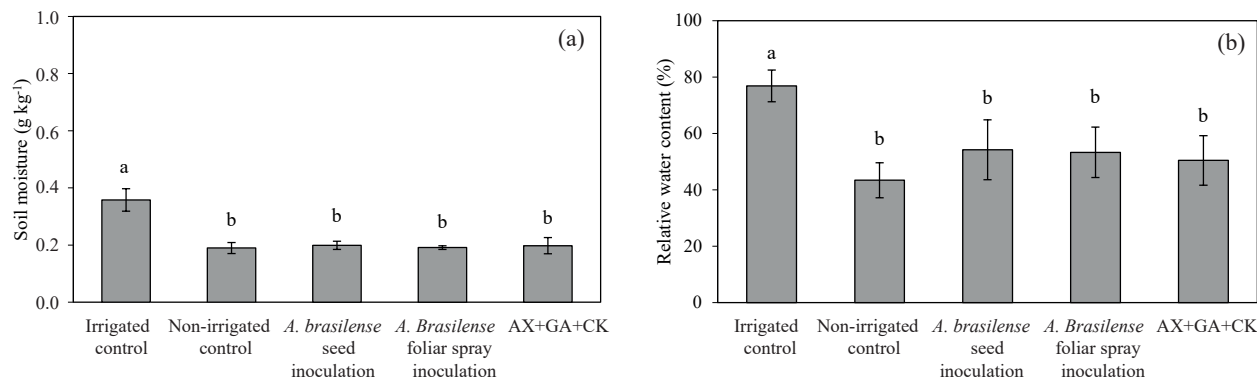 (a)
Soil moisture (g kg⁻¹)
1.0
0.8
0.6
0.4
0.2
0.0
a
b
b
b
b
Irrigated
control
Non-irrigated
control
A. brasilense
seed
inoculation
A. Brasilense
foliar spray
inoculation
AX+GA+CK
(b)
Relative water content (%)
100
80
60
40
20
0
a
b
b
b
b
Irrigated
control
Non-irrigated
control
A. brasilense
seed
inoculation
A. Brasilense
foliar spray
inoculation
AX+GA+CK